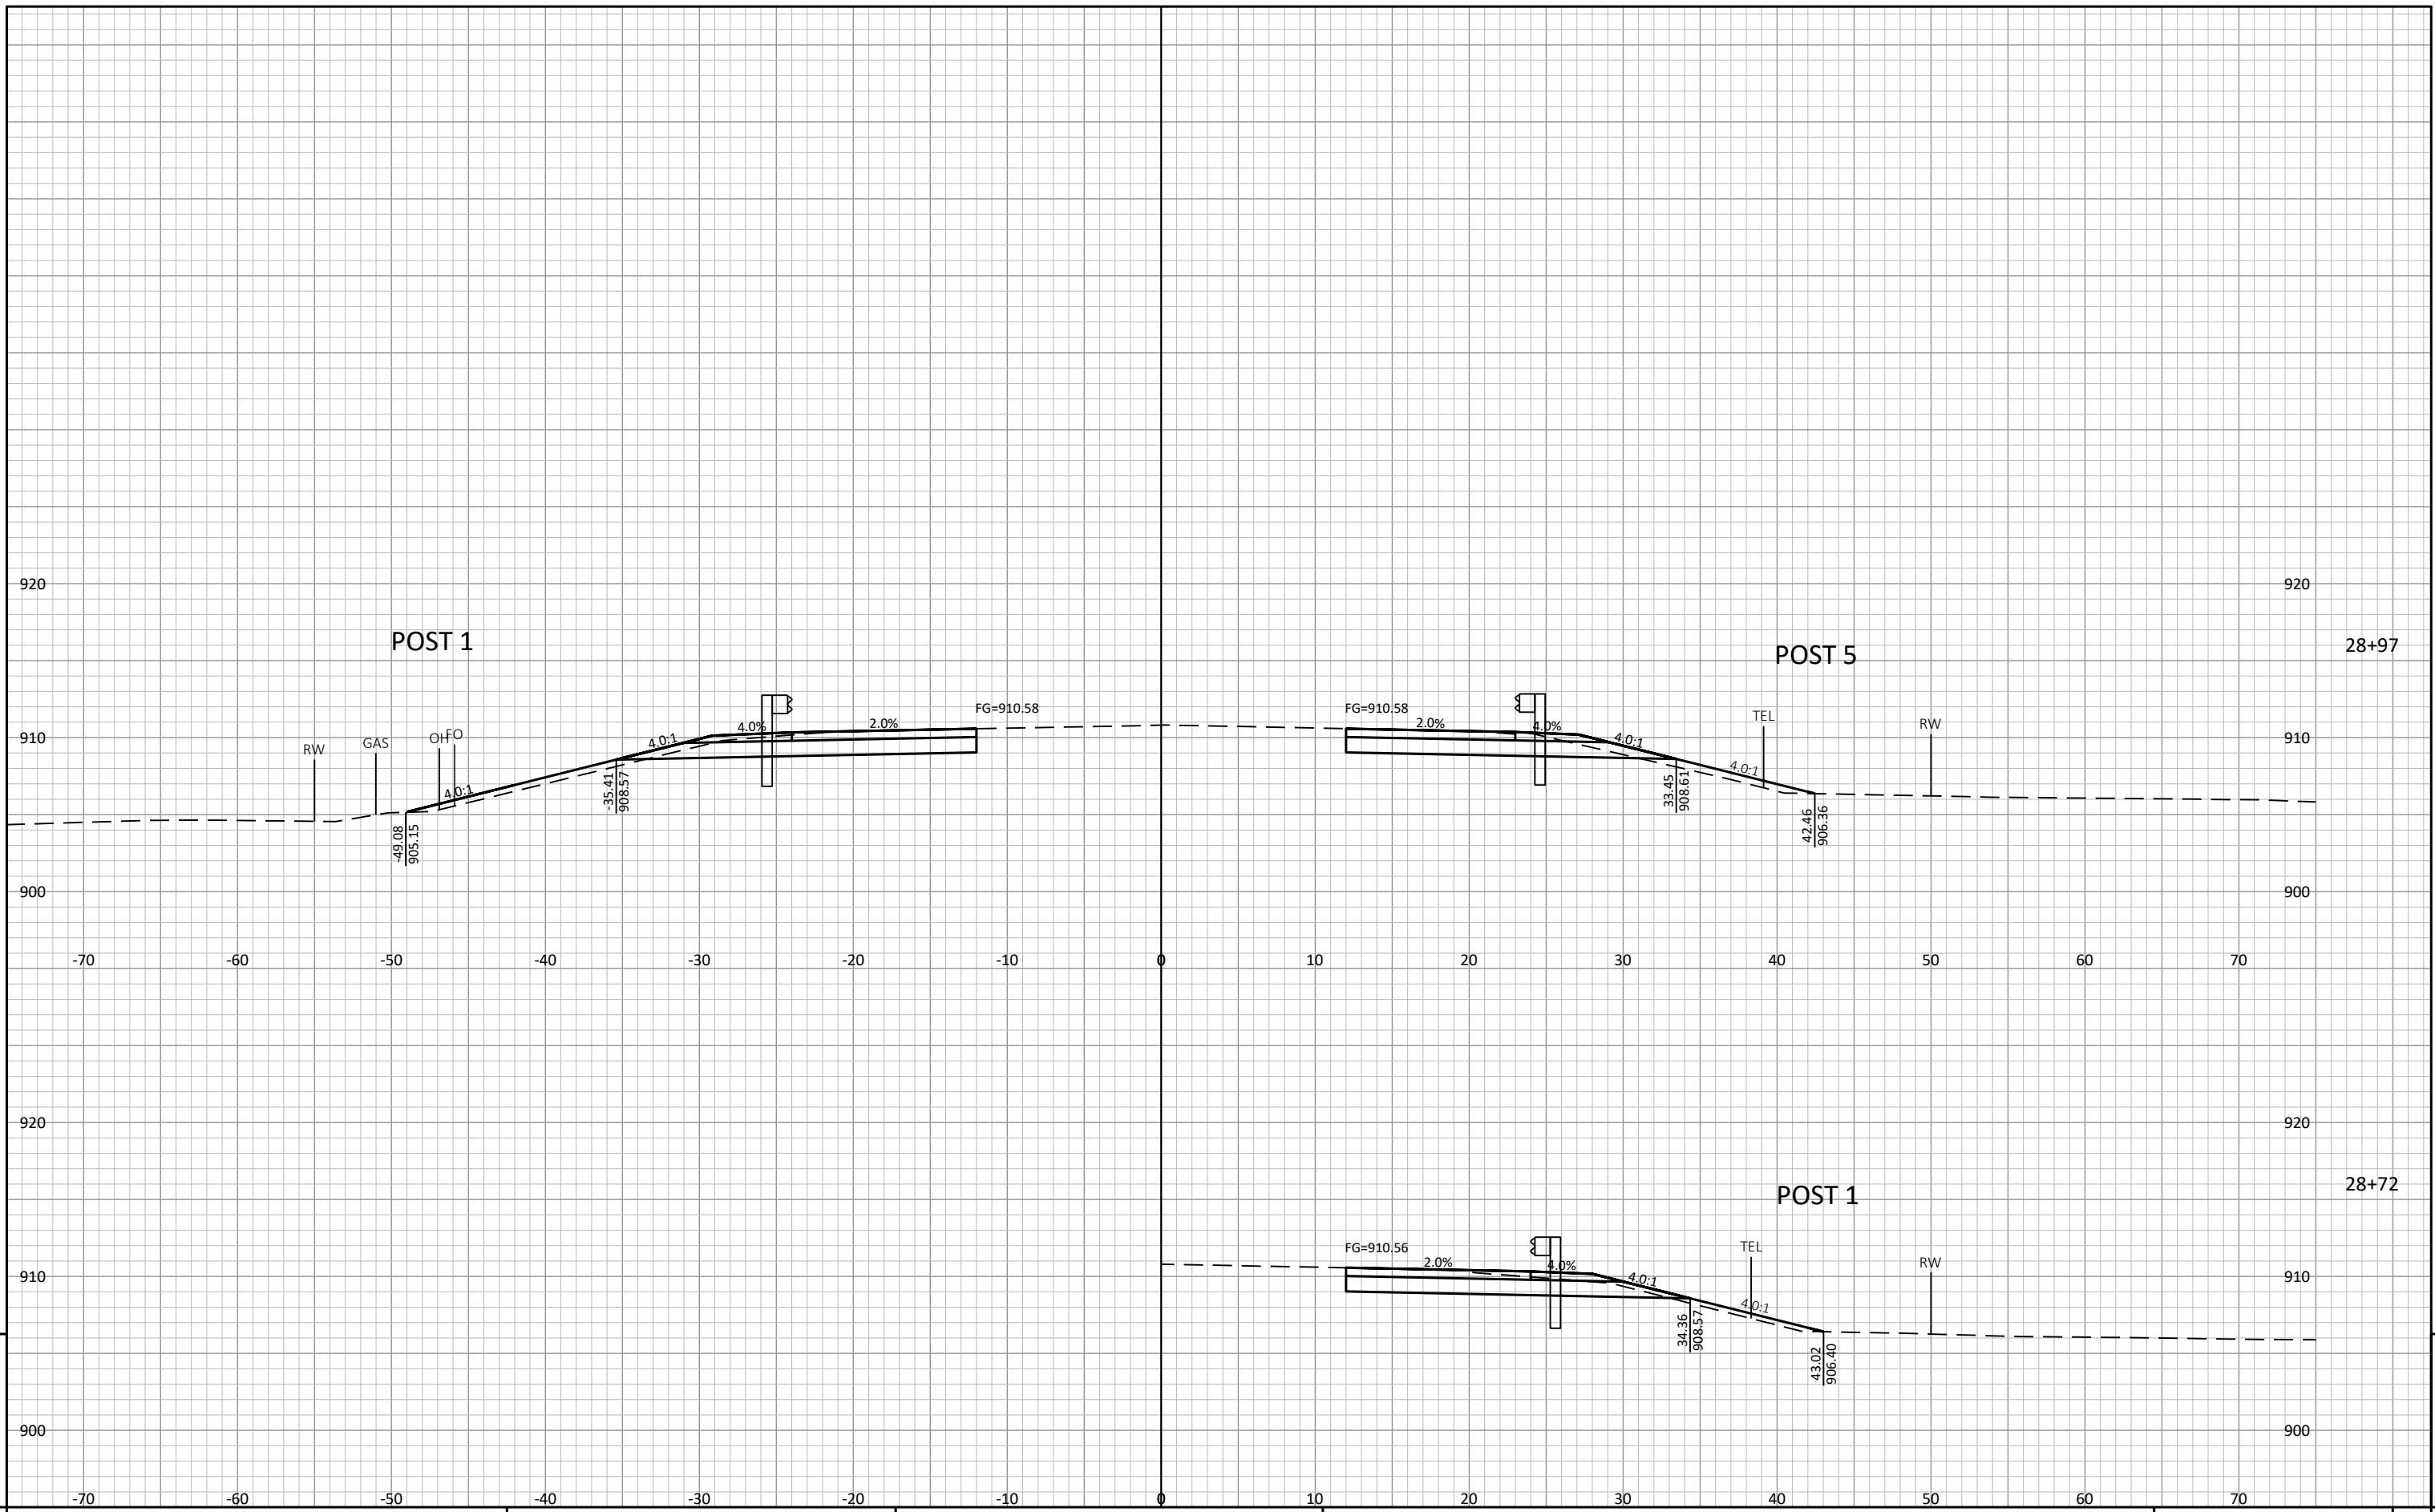 920 920
POST 1 POST 5 28+97
FG=910.58 FG=910.58
4.0% 2.0% 2.0% 4.0%
TEL RW
910 RW GAS OH FO 4.0:1 4.0:1 910
4.0:1 4.0:1
-35.41 908.57 33.45 908.61
-49.08 905.15 42.46 906.36
900 900
-70 -60 -50 -40 -30 -20 -10 0 10 20 30 40 50 60 70
920 920
POST 1 28+72
FG=910.56 TEL RW
2.0% 4.0%
910 4.0:1 910
4.0:1
34.36 908.57
43.02 906.40
900 900
-70 -60 -50 -40 -30 -20 -10 0 10 20 30 40 50 60 70